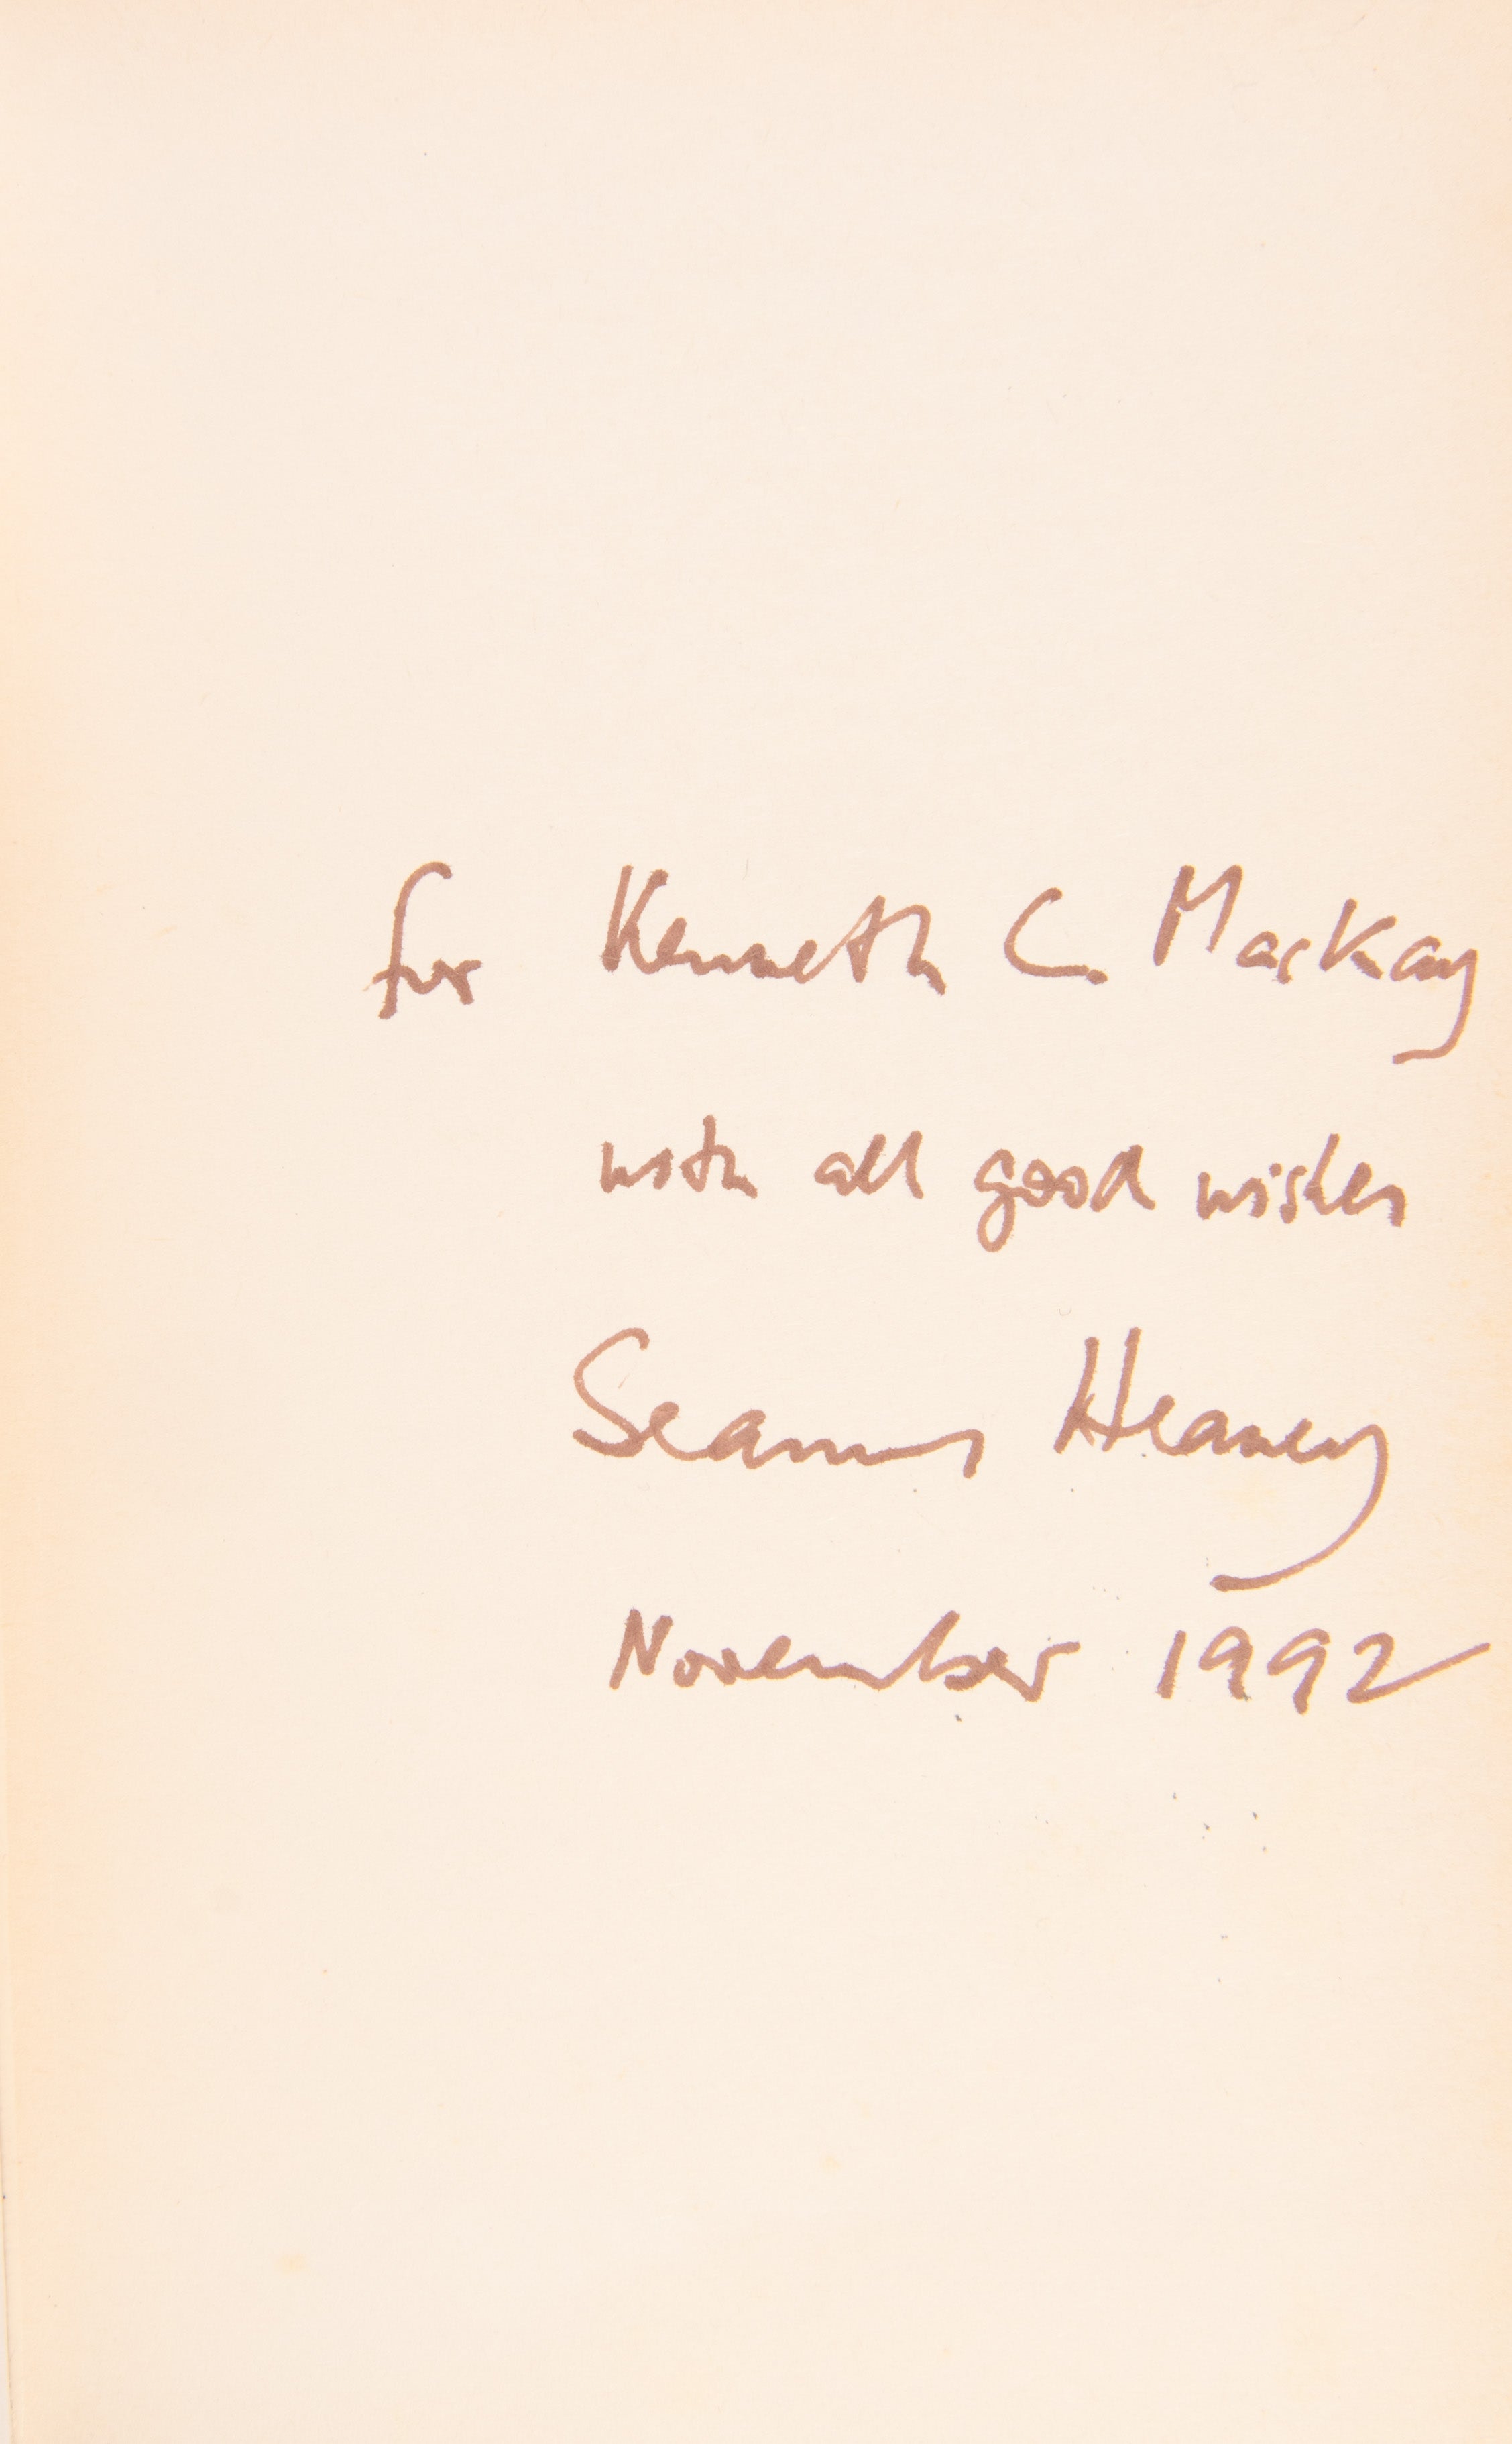 for Kenneth C. Mackay
with all good wishes
Seamus Heaney
November 1992